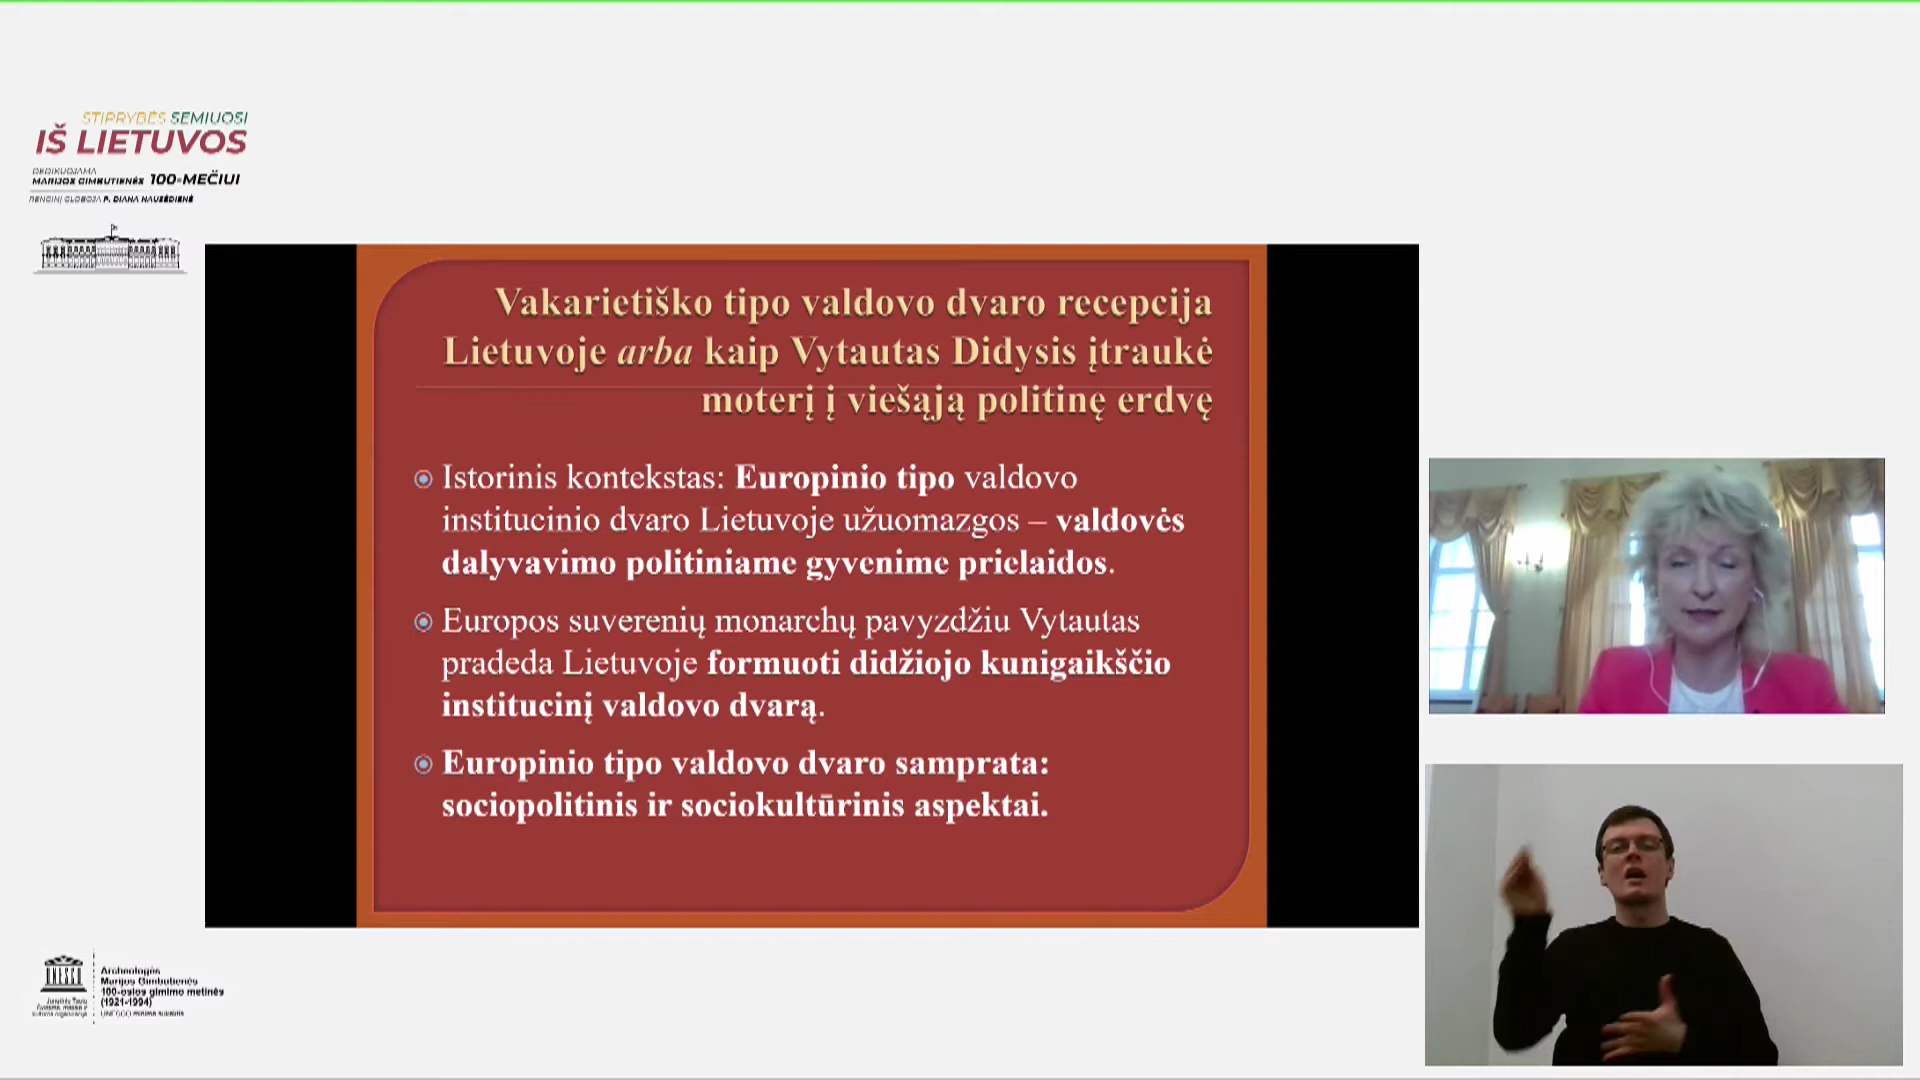 STIPRYBĖS SEMIUOSI
IŠ LIETUVOS
DEDIKUOJAMA
MARIJOS GIMBUTIENĖS 100-MEČIUI
RENGINĮ GLOBOJA P. DIANA NAUSĖDIENĖ
Vakarietiško tipo valdovo dvaro recepcija
Lietuvoje arba kaip Vytautas Didysis įtraukė
moterį į viešąją politinę erdvę
Istorinis kontekstas: Europinio tipo valdovo
institucinio dvaro Lietuvoje užuomazgos – valdovės
dalyvavimo politiniame gyvenime prielaidos.
Europos suverenių monarchų pavyzdžiu Vytautas
pradeda Lietuvoje formuoti didžiojo kunigaikščio
institucinį valdovo dvarą.
Europinio tipo valdovo dvaro samprata:
sociopolitinis ir sociokultūrinis aspektai.
Archeologės
Marijos Gimbutienės
100-osios gimimo metinės
(1921-1994)